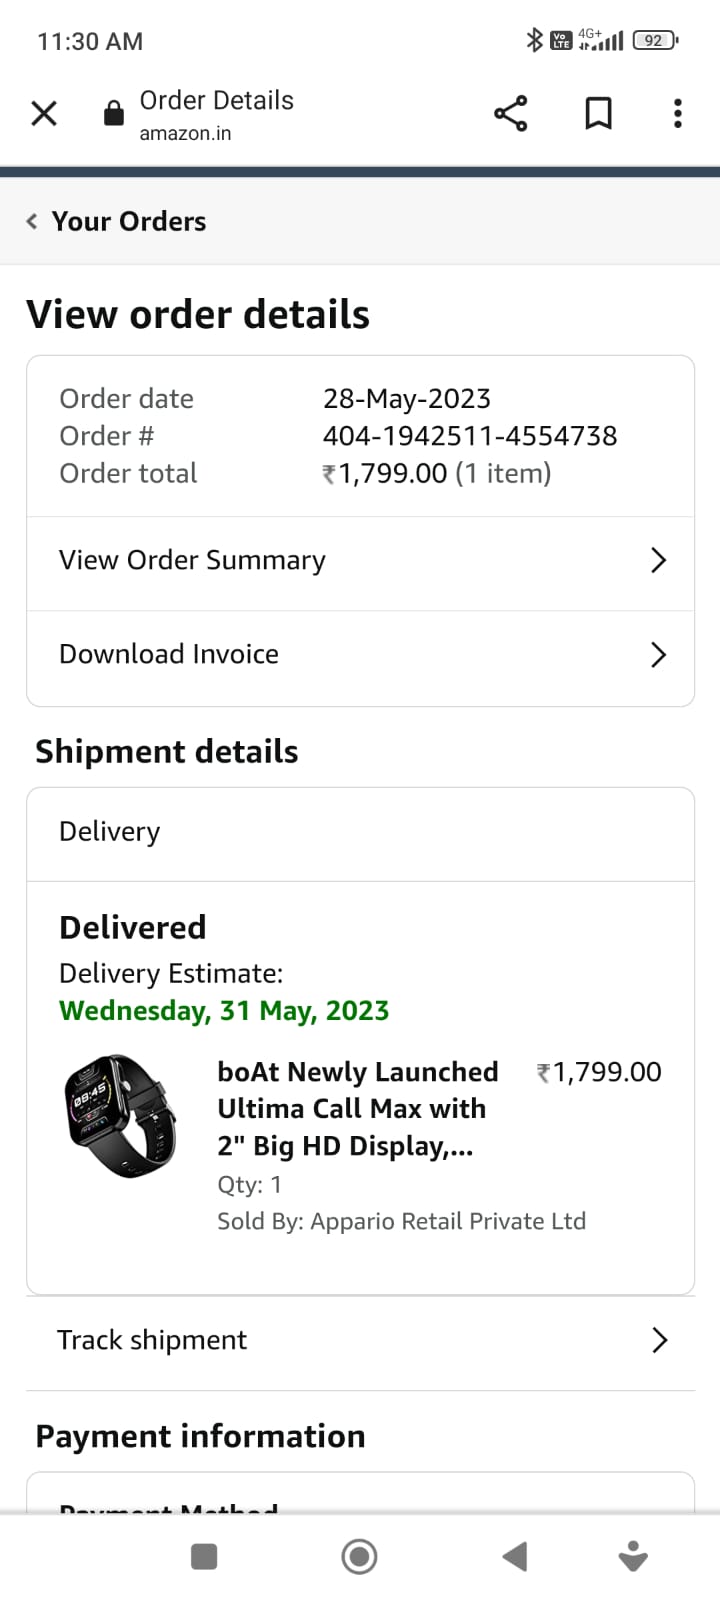 11:30 AM
Vo LTE 4G+ 92
Order Details
amazon.in
Your Orders
View order details
Order date 28-May-2023
Order # 404-1942511-4554738
Order total ₹1,799.00 (1 item)
View Order Summary
Download Invoice
Shipment details
Delivery
Delivered
Delivery Estimate:
Wednesday, 31 May, 2023
08:45
boAt Newly Launched ₹1,799.00
Ultima Call Max with
2" Big HD Display,...
Qty: 1
Sold By: Appario Retail Private Ltd
Track shipment
Payment information
Payment Method